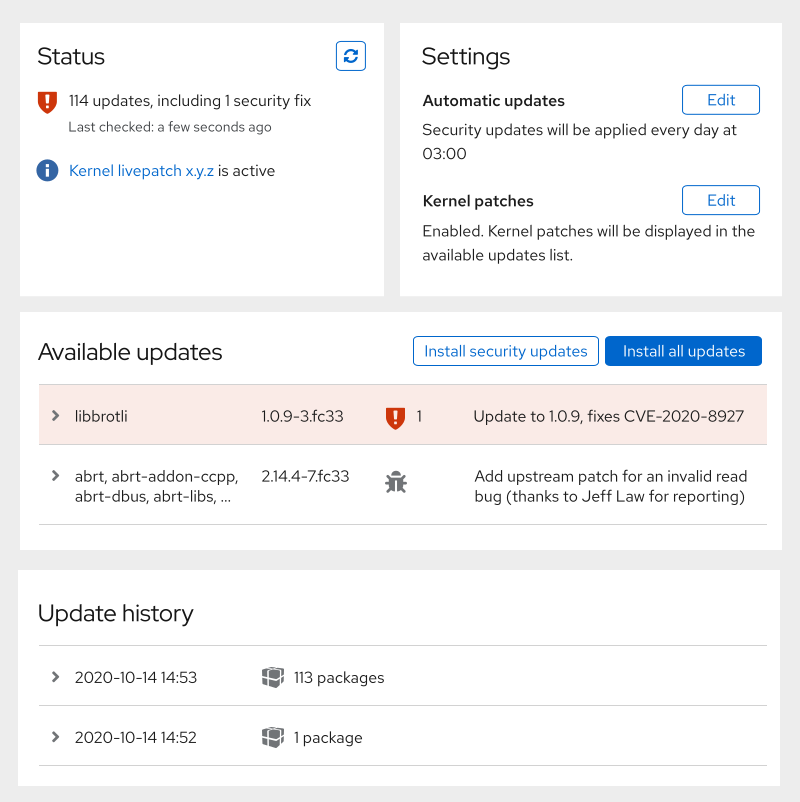 Status
114 updates, including 1 security fix
Last checked: a few seconds ago
Kernel livepatch x.y.z is active
Settings
Automatic updates
Edit
Security updates will be applied every day at
03:00
Kernel patches
Edit
Enabled. Kernel patches will be displayed in the
available updates list.
Available updates
Install security updates
Install all updates
libbrotli 1.0.9-3.fc33 1 Update to 1.0.9, fixes CVE-2020-8927
abrt, abrt-addon-ccpp, 2.14.4-7.fc33 Add upstream patch for an invalid read
abrt-dbus, abrt-libs, ... bug (thanks to Jeff Law for reporting)
Update history
2020-10-14 14:53 113 packages
2020-10-14 14:52 1 package